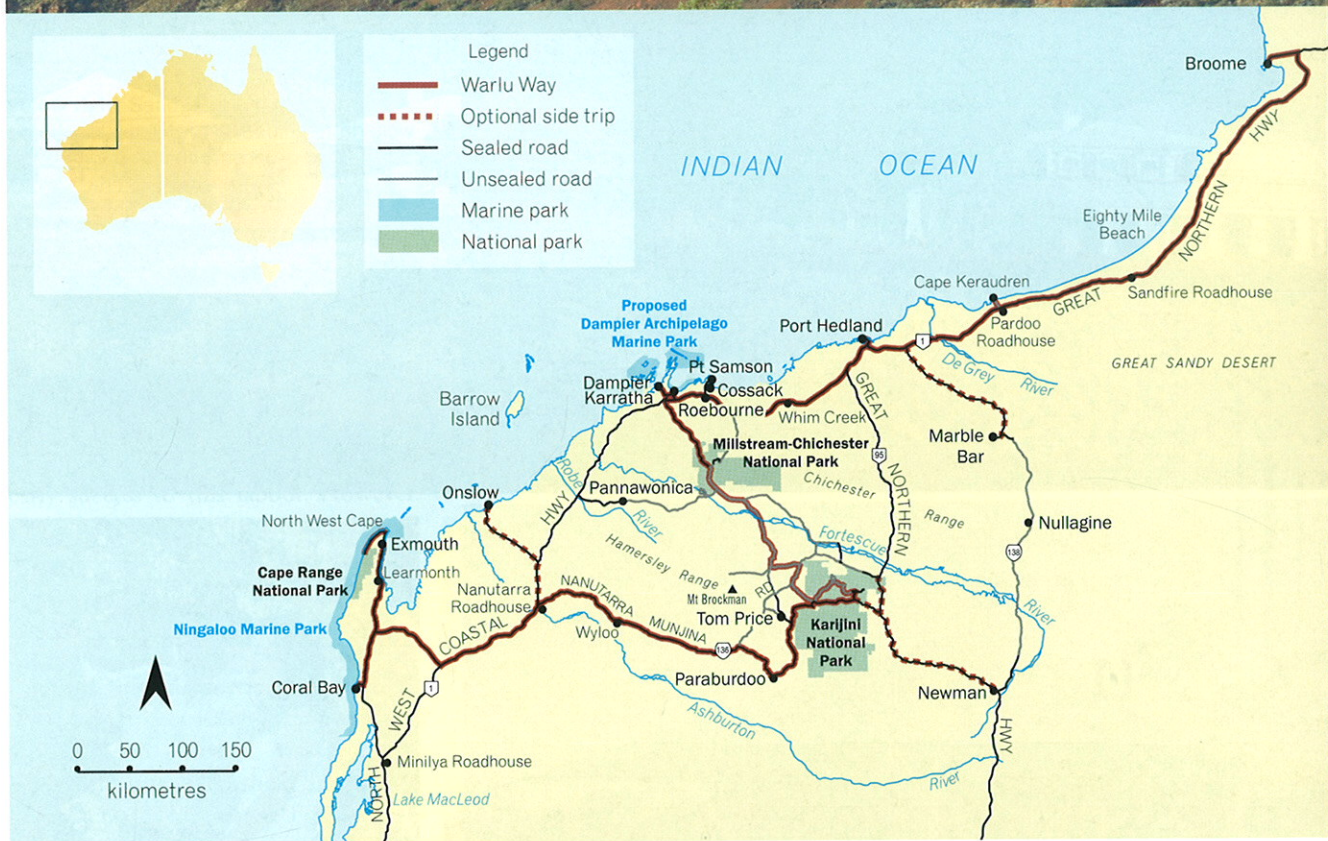 Legend
Warlu Way
Optional side trip
Sealed road
Unsealed road
Marine park
National park
INDIAN OCEAN
Broome
HWY
NORTHERN
GREAT
Eighty Mile
Beach
Cape Keraudren
Sandfire Roadhouse
Pardoo
Roadhouse
GREAT SANDY DESERT
Proposed
Dampier Archipelago
Marine Park
Port Hedland
1
De Grey
River
Pt Samson
Dampier
Cossack
Karratha
Roebourne
Whim Creek
Barrow
Island
GREAT
95
NORTHERN
Marble
Bar
Millstream-Chichester
National Park
Chichester
Range
Robe
River
Pannawonica
Onslow
HWY
Nullagine
138
North West Cape
Exmouth
Fortescue
River
Hamersley Range
Cape Range
National Park
Learmonth
Nanutarra
Roadhouse
NANUTARRA
MUNJINA
RD
Mt Brockman
Tom Price
Karijini
National
Park
Ningaloo Marine Park
COASTAL
Wyloo
136
Coral Bay
WEST
1
Paraburdoo
Newman
Ashburton
River
HWY
0 50 100 150
kilometres
Minilya Roadhouse
NORTH
Lake MacLeod